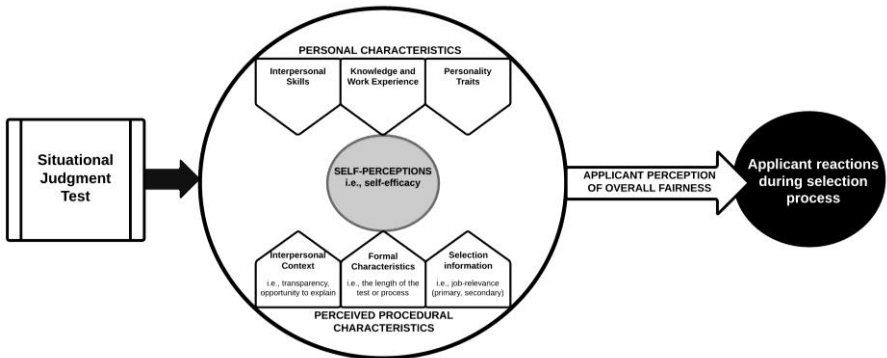 Situational
Judgment
Test
PERSONAL CHARACTERISTICS
Interpersonal
Skills
Knowledge and
Work Experience
Personality
Traits
SELF-PERCEPTIONS
i.e., self-efficacy
Interpersonal
Context
i.e., transparency,
opportunity to explain
Formal
Characteristics
i.e., the length of the
test or process
Selection
information
i.e., job-relevance
(primary, secondary)
PERCEIVED PROCEDURAL
CHARACTERISTICS
APPLICANT PERCEPTION
OF OVERALL FAIRNESS
Applicant reactions
during selection
process